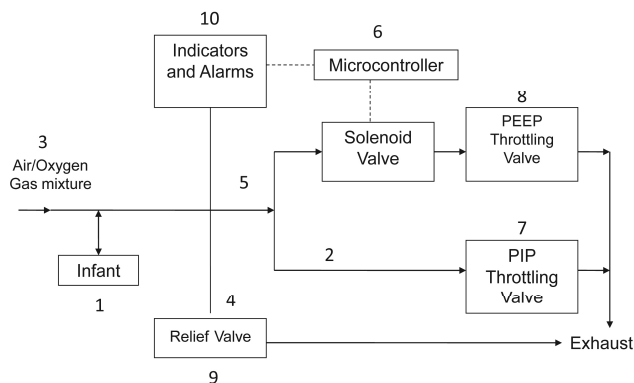 10
Indicators
and Alarms
6
Microcontroller
8
PEEP
Throttling
Valve
Solenoid
Valve
3
Air/Oxygen
Gas mixture
5
7
PIP
Throttling
Valve
2
Infant
1
4
Relief Valve
9
Exhaust